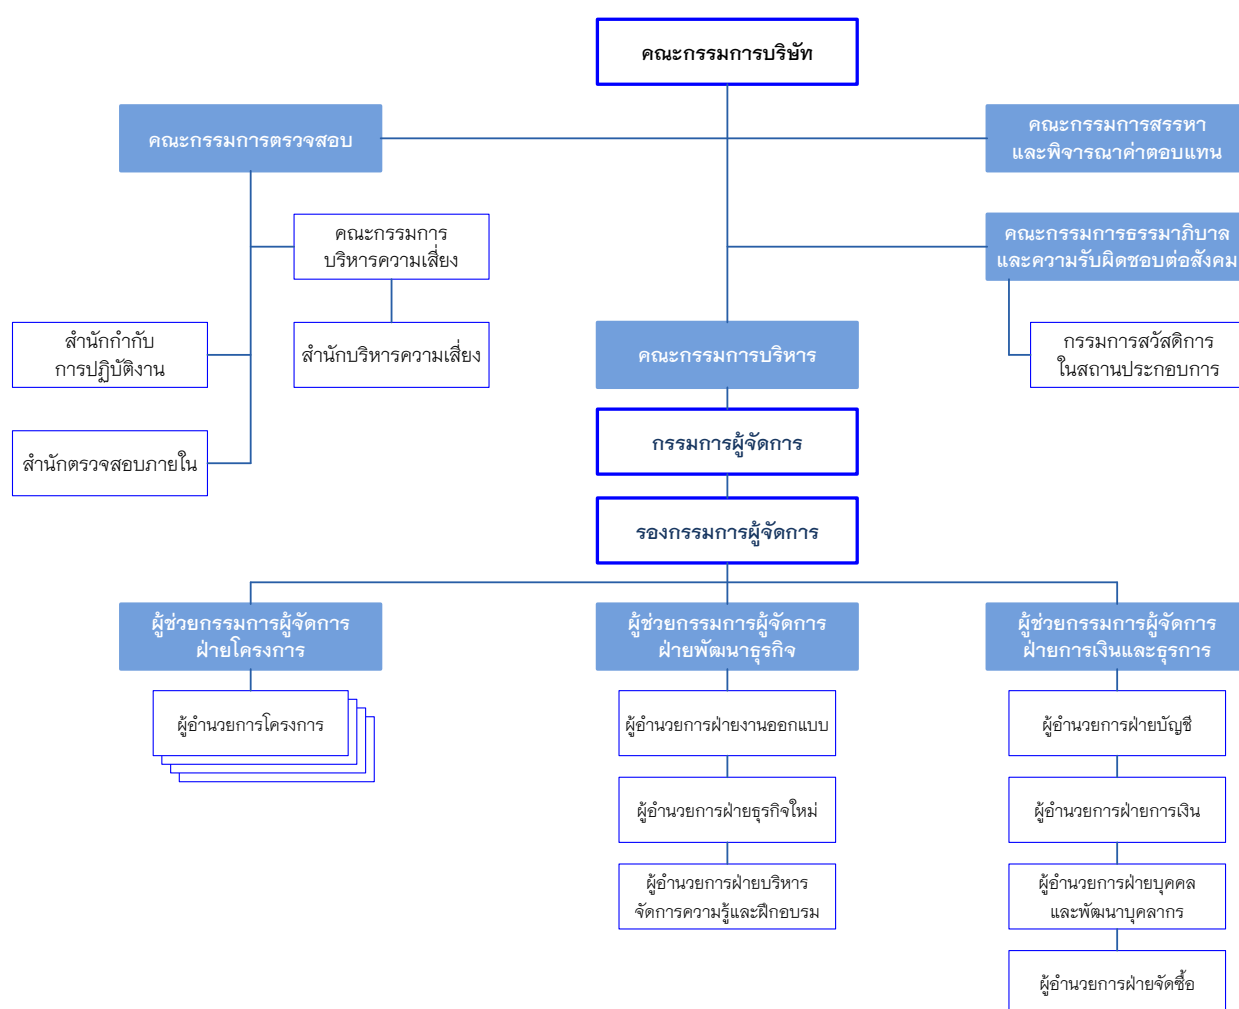 คณะกรรมการบริษัท
คณะกรรมการตรวจสอบ
คณะกรรมการสรรหา
และพิจารณาค่าตอบแทน
คณะกรรมการ
บริหารความเสี่ยง
คณะกรรมการธรรมาภิบาล
และความรับผิดชอบต่อสังคม
สำนักกำกับ
การปฏิบัติงาน
สำนักบริหารความเสี่ยง
คณะกรรมการบริหาร
กรรมการสวัสดิการ
ในสถานประกอบการ
กรรมการผู้จัดการ
สำนักตรวจสอบภายใน
รองกรรมการผู้จัดการ
ผู้ช่วยกรรมการผู้จัดการ
ฝ่ายโครงการ
ผู้ช่วยกรรมการผู้จัดการ
ฝ่ายพัฒนาธุรกิจ
ผู้ช่วยกรรมการผู้จัดการ
ฝ่ายการเงินและธุรการ
ผู้อำนวยการโครงการ
ผู้อำนวยการฝ่ายงานออกแบบ
ผู้อำนวยการฝ่ายบัญชี
ผู้อำนวยการฝ่ายธุรกิจใหม่
ผู้อำนวยการฝ่ายการเงิน
ผู้อำนวยการฝ่ายบริหาร
จัดการความรู้และฝึกอบรม
ผู้อำนวยการฝ่ายบุคคล
และพัฒนาบุคลากร
ผู้อำนวยการฝ่ายจัดซื้อ